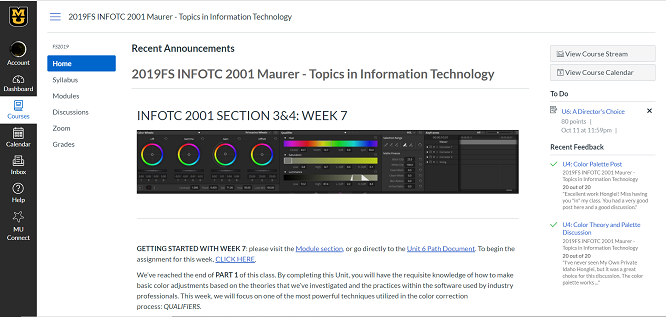 2019FS INFOTC 2001 Maurer - Topics in Information Technology
Account
Dashboard
Courses
Calendar
Inbox
Help
MU
Connect
FS2019
Home
Syllabus
Modules
Discussions
Zoom
Grades
Recent Announcements
2019FS INFOTC 2001 Maurer - Topics in Information Technology
INFOTC 2001 SECTION 3&4: WEEK 7
GETTING STARTED WITH WEEK 7: please visit the Module section, or go directly to the Unit 6 Path Document. To begin the
assignment for this week, CLICK HERE.
We've reached the end of PART 1 of this class. By completing this Unit, you will have the requisite knowledge of how to make
basic color adjustments based on the theories that we've investigated and the practices within the software used by industry
professionals. This week, we will focus on one of the most powerful techniques utilized in the color correction
process: QUALIFIERS.
View Course Stream
View Course Calendar
To Do
U6: A Director's Choice
80 points |
Oct 11 at 11:59pm |
Recent Feedback
U4: Color Palette Post
2019FS INFOTC 2001 Maurer -
Topics in Information Technology
20 out of 20
"Excellent work Honglei! Miss having
you "in" my class. You had a very good
post here and a good discussion."
U4: Color Theory and Palette
Discussion
2019FS INFOTC 2001 Maurer -
Topics in Information Technology
20 out of 20
"I've never seen My Own Private
Idaho Honglei, but it was a great
choice for this discussion. The color
palette works ..."